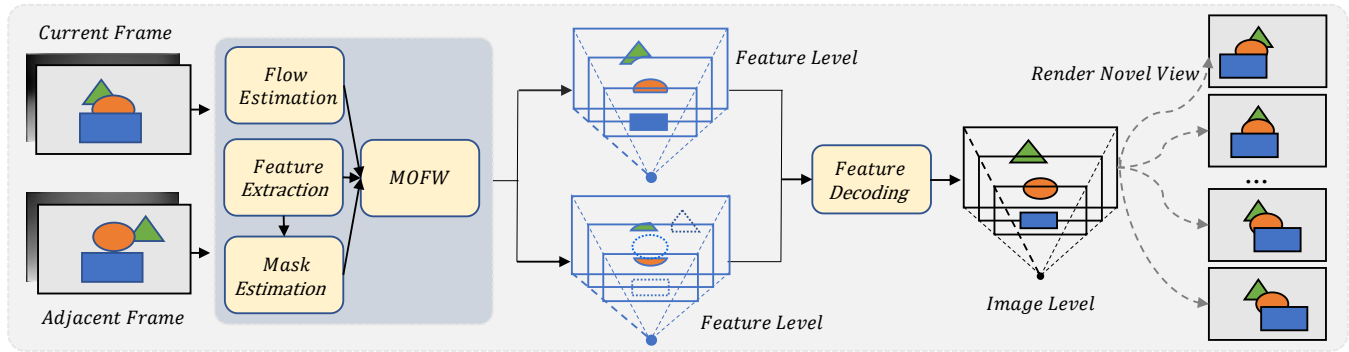 Current Frame
Adjacent Frame
Flow
Estimation
Feature
Extraction
Mask
Estimation
MOFW
Feature Level
Feature Level
Feature
Decoding
Image Level
Render Novel View
...